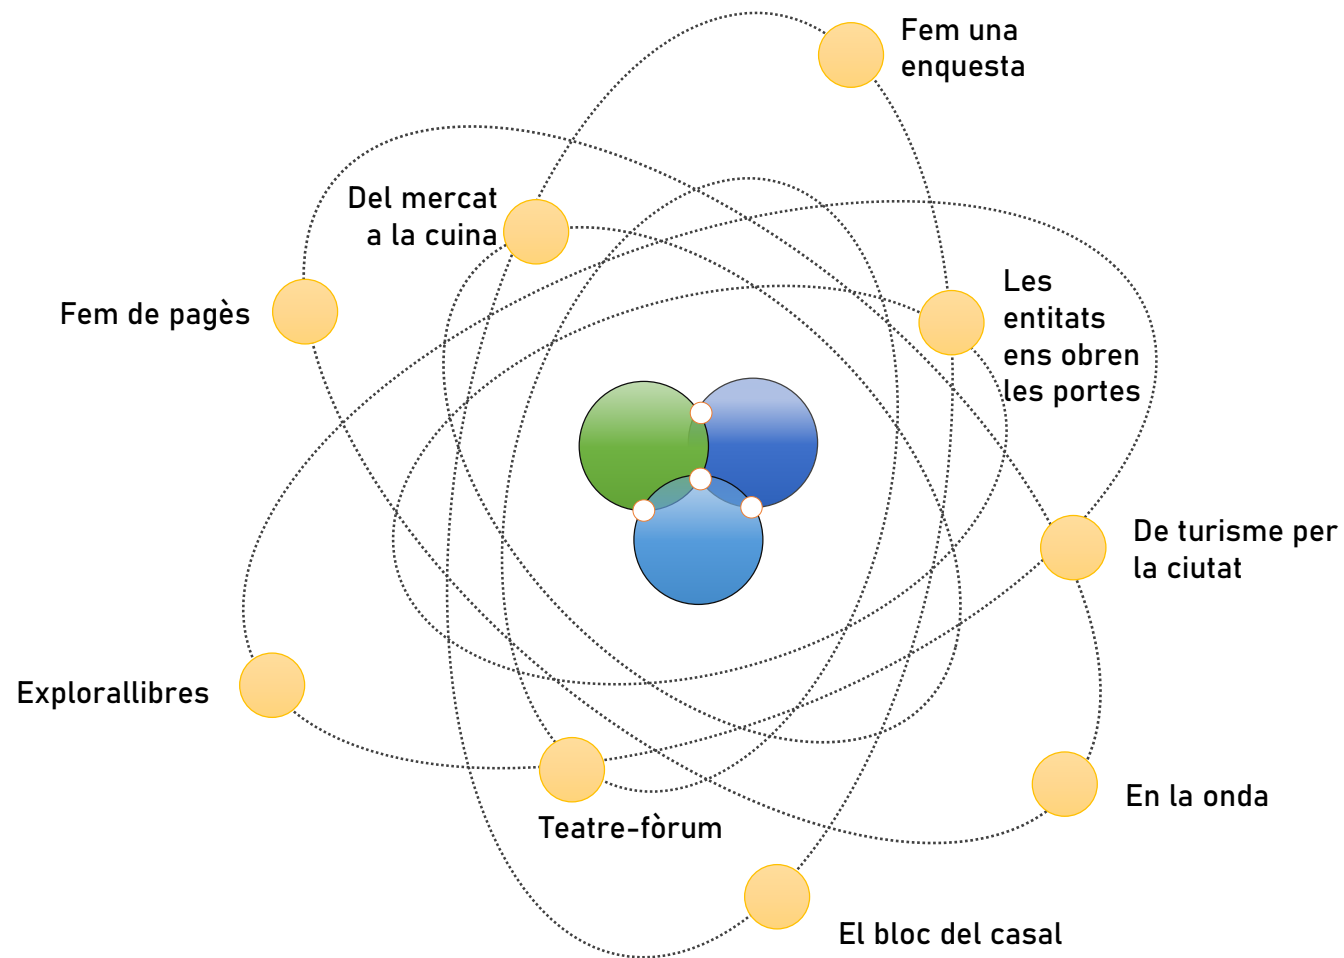 Fem una
enquesta
Del mercat
a la cuina
Fem de pagès
Les
entitats
ens obren
les portes
De turisme per
la ciutat
Explorallibres
En la onda
Teatre-fòrum
El bloc del casal